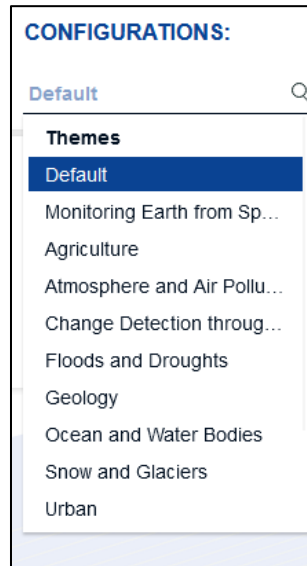 CONFIGURATIONS:
Default
Themes
Default
Monitoring Earth from Sp...
Agriculture
Atmosphere and Air Pollu...
Change Detection throug...
Floods and Droughts
Geology
Ocean and Water Bodies
Snow and Glaciers
Urban